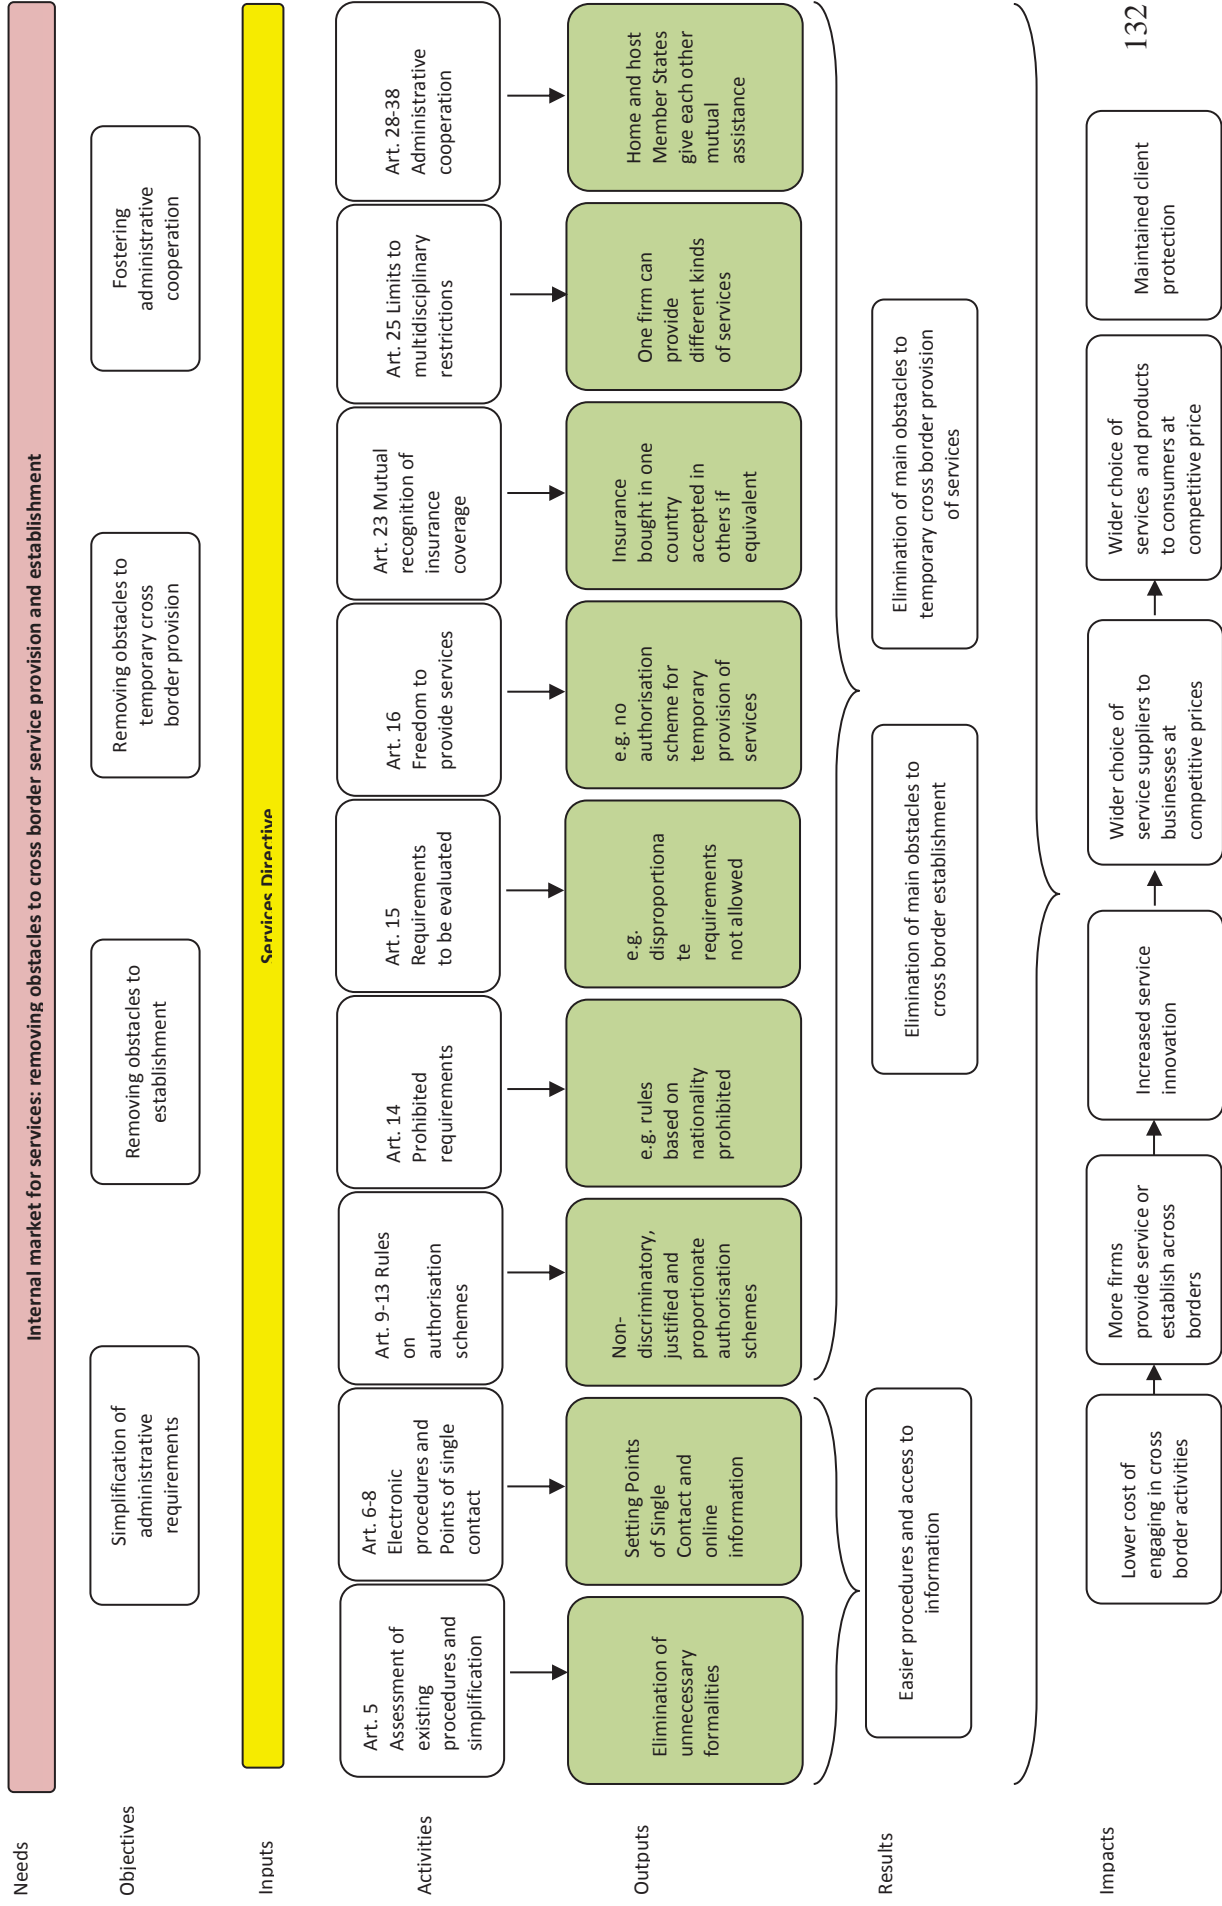 Needs
Internal market for services: removing obstacles to cross border service provision and establishment
Objectives
Simplification of
administrative
requirements
Removing obstacles to
establishment
Removing obstacles to
temporary cross
border provision
Fostering
administrative
cooperation
Inputs
Services Directive
Activities
Art. 5
Assessment of
existing
procedures and
simplification
Art. 6-8
Electronic
procedures and
Points of single
contact
Art. 9-13 Rules
on
authorisation
schemes
Art. 14
Prohibited
requirements
Art. 15
Requirements
to be evaluated
Art. 16
Freedom to
provide services
Art. 23 Mutual
recognition of
insurance
coverage
Art. 25 Limits to
multidisciplinary
restrictions
Art. 28-38
Administrative
cooperation
Outputs
Elimination of
unnecessary
formalities
Setting Points
of Single
Contact and
online
information
Non-
discriminatory,
justified and
proportionate
authorisation
schemes
e.g. rules
based on
nationality
prohibited
e.g.
disproportiona
te
requirements
not allowed
e.g. no
authorisation
scheme for
temporary
provision of
services
Insurance
bought in one
country
accepted in
others if
equivalent
One firm can
provide
different kinds
of services
Home and host
Member States
give each other
mutual
assistance
Results
Easier procedures and access to
information
Elimination of main obstacles to
cross border establishment
Elimination of main obstacles to
temporary cross border provision
of services
Impacts
Lower cost of
engaging in cross
border activities
More firms
provide service or
establish across
borders
Increased service
innovation
Wider choice of
service suppliers to
businesses at
competitive prices
Wider choice of
services and products
to consumers at
competitive price
Maintained client
protection
132